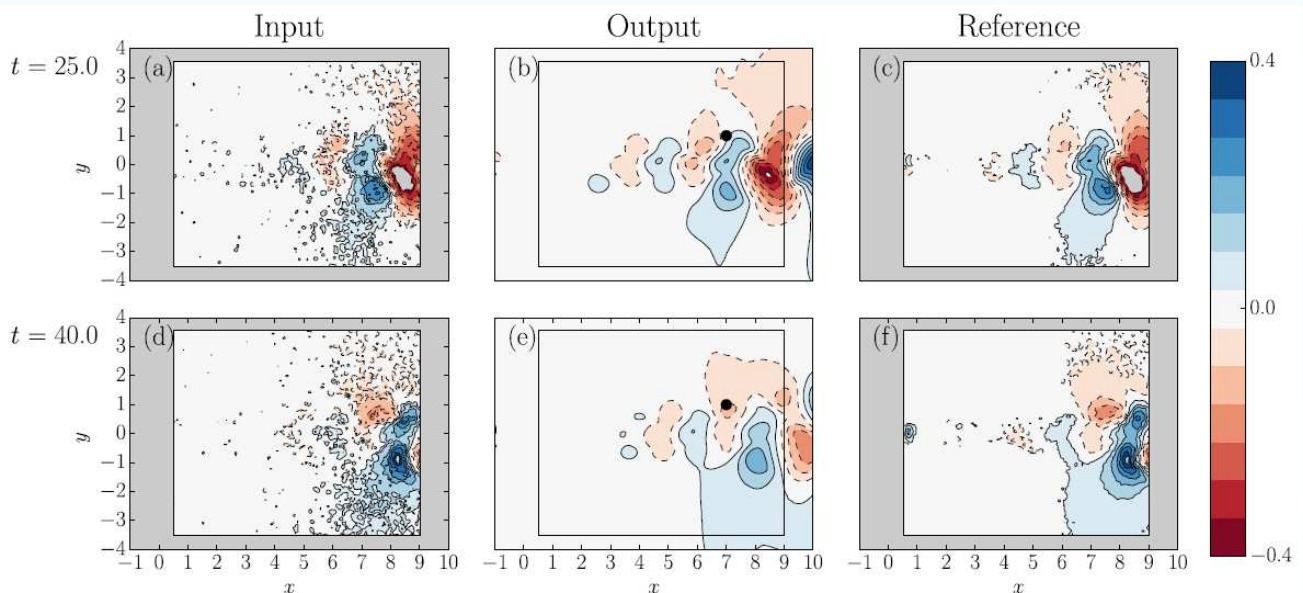 Input Output Reference
t = 25.0
(a) (b) (c)
4 3 2 1 0 −1 −2 −3 −4
y
0.4
0.0
−0.4
t = 40.0
(d) (e) (f)
4 3 2 1 0 −1 −2 −3 −4
y
−1 0 1 2 3 4 5 6 7 8 9 10 −1 0 1 2 3 4 5 6 7 8 9 10 −1 0 1 2 3 4 5 6 7 8 9 10
x x x